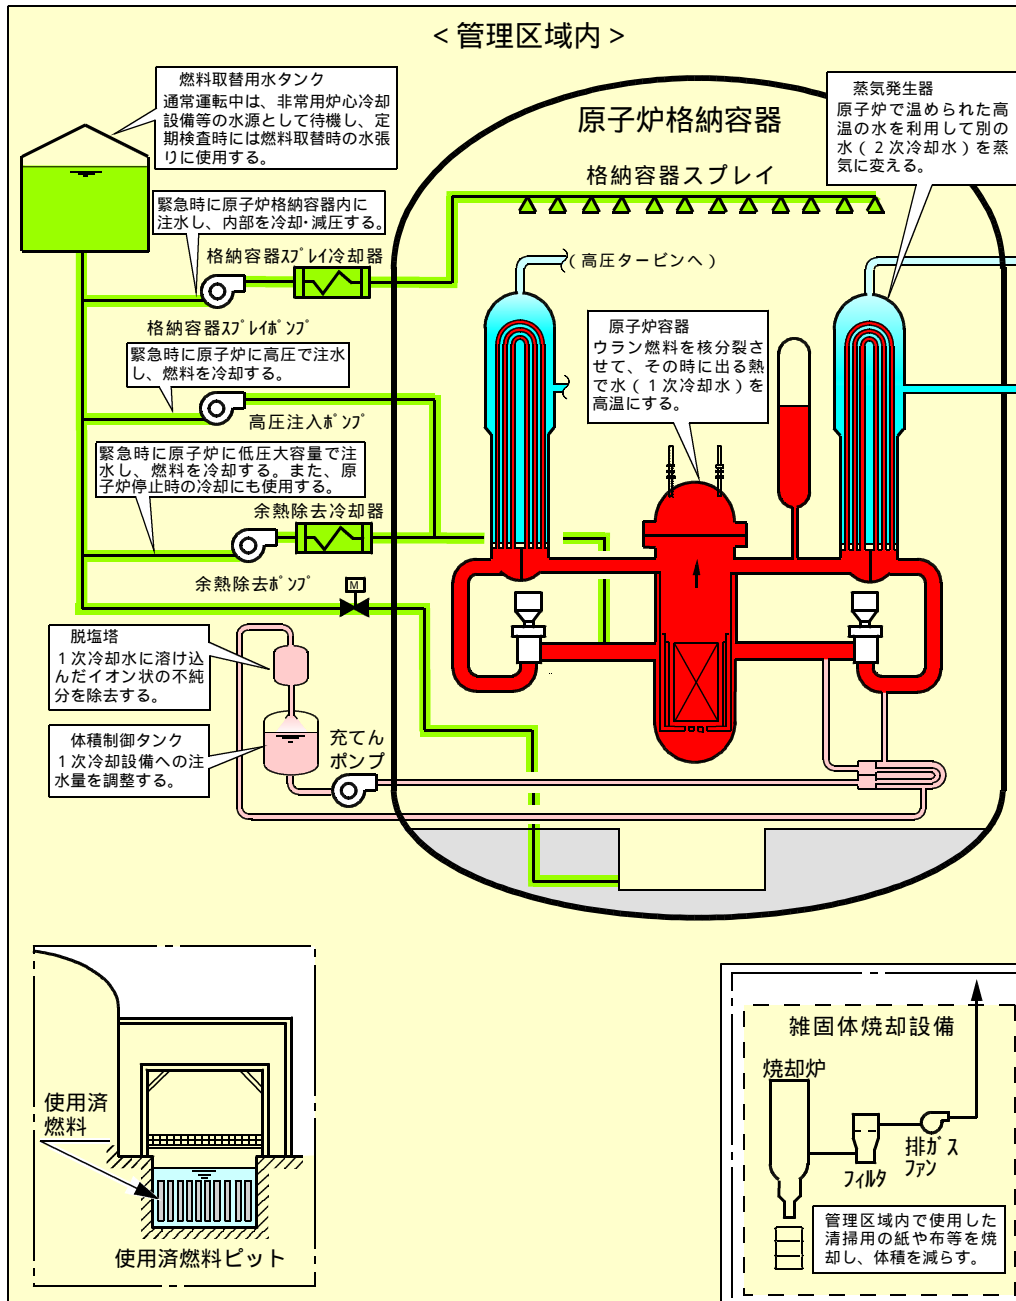 ＜管理区域内＞
燃料取替用水タンク
通常運転中は、非常用炉心冷却
設備等の水源として待機し、定
期検査時には燃料取替時の水張
りに使用する。
蒸気発生器
原子炉で温められた高
温の水を利用して別の
水（２次冷却水）を蒸
気に変える。
原子炉格納容器
格納容器スプレイ
緊急時に原子炉格納容器内に
注水し、内部を冷却・減圧する。
格納容器ｽﾌﾟﾚｲ冷却器
（高圧タービンへ）
格納容器ｽﾌﾟﾚｲﾎﾟﾝﾌﾟ
原子炉容器
ウラン燃料を核分裂さ
せて、その時に出る熱
で水（１次冷却水）を
高温にする。
緊急時に原子炉に高圧で注水
し、燃料を冷却する。
高圧注入ﾎﾟﾝﾌﾟ
緊急時に原子炉に低圧大容量で注
水し、燃料を冷却する。また、原
子炉停止時の冷却にも使用する。
余熱除去冷却器
余熱除去ﾎﾟﾝﾌﾟ
M
脱塩塔
１次冷却水に溶け込
んだイオン状の不純
分を除去する。
体積制御タンク
１次冷却設備への注
水量を調整する。
充てん
ポンプ
使用済
燃料
使用済燃料ピット
雑固体焼却設備
焼却炉
ﾌｨﾙﾀ
排ｶﾞｽ
ﾌｧﾝ
管理区域内で使用した
清掃用の紙や布等を焼
却し、体積を減らす。